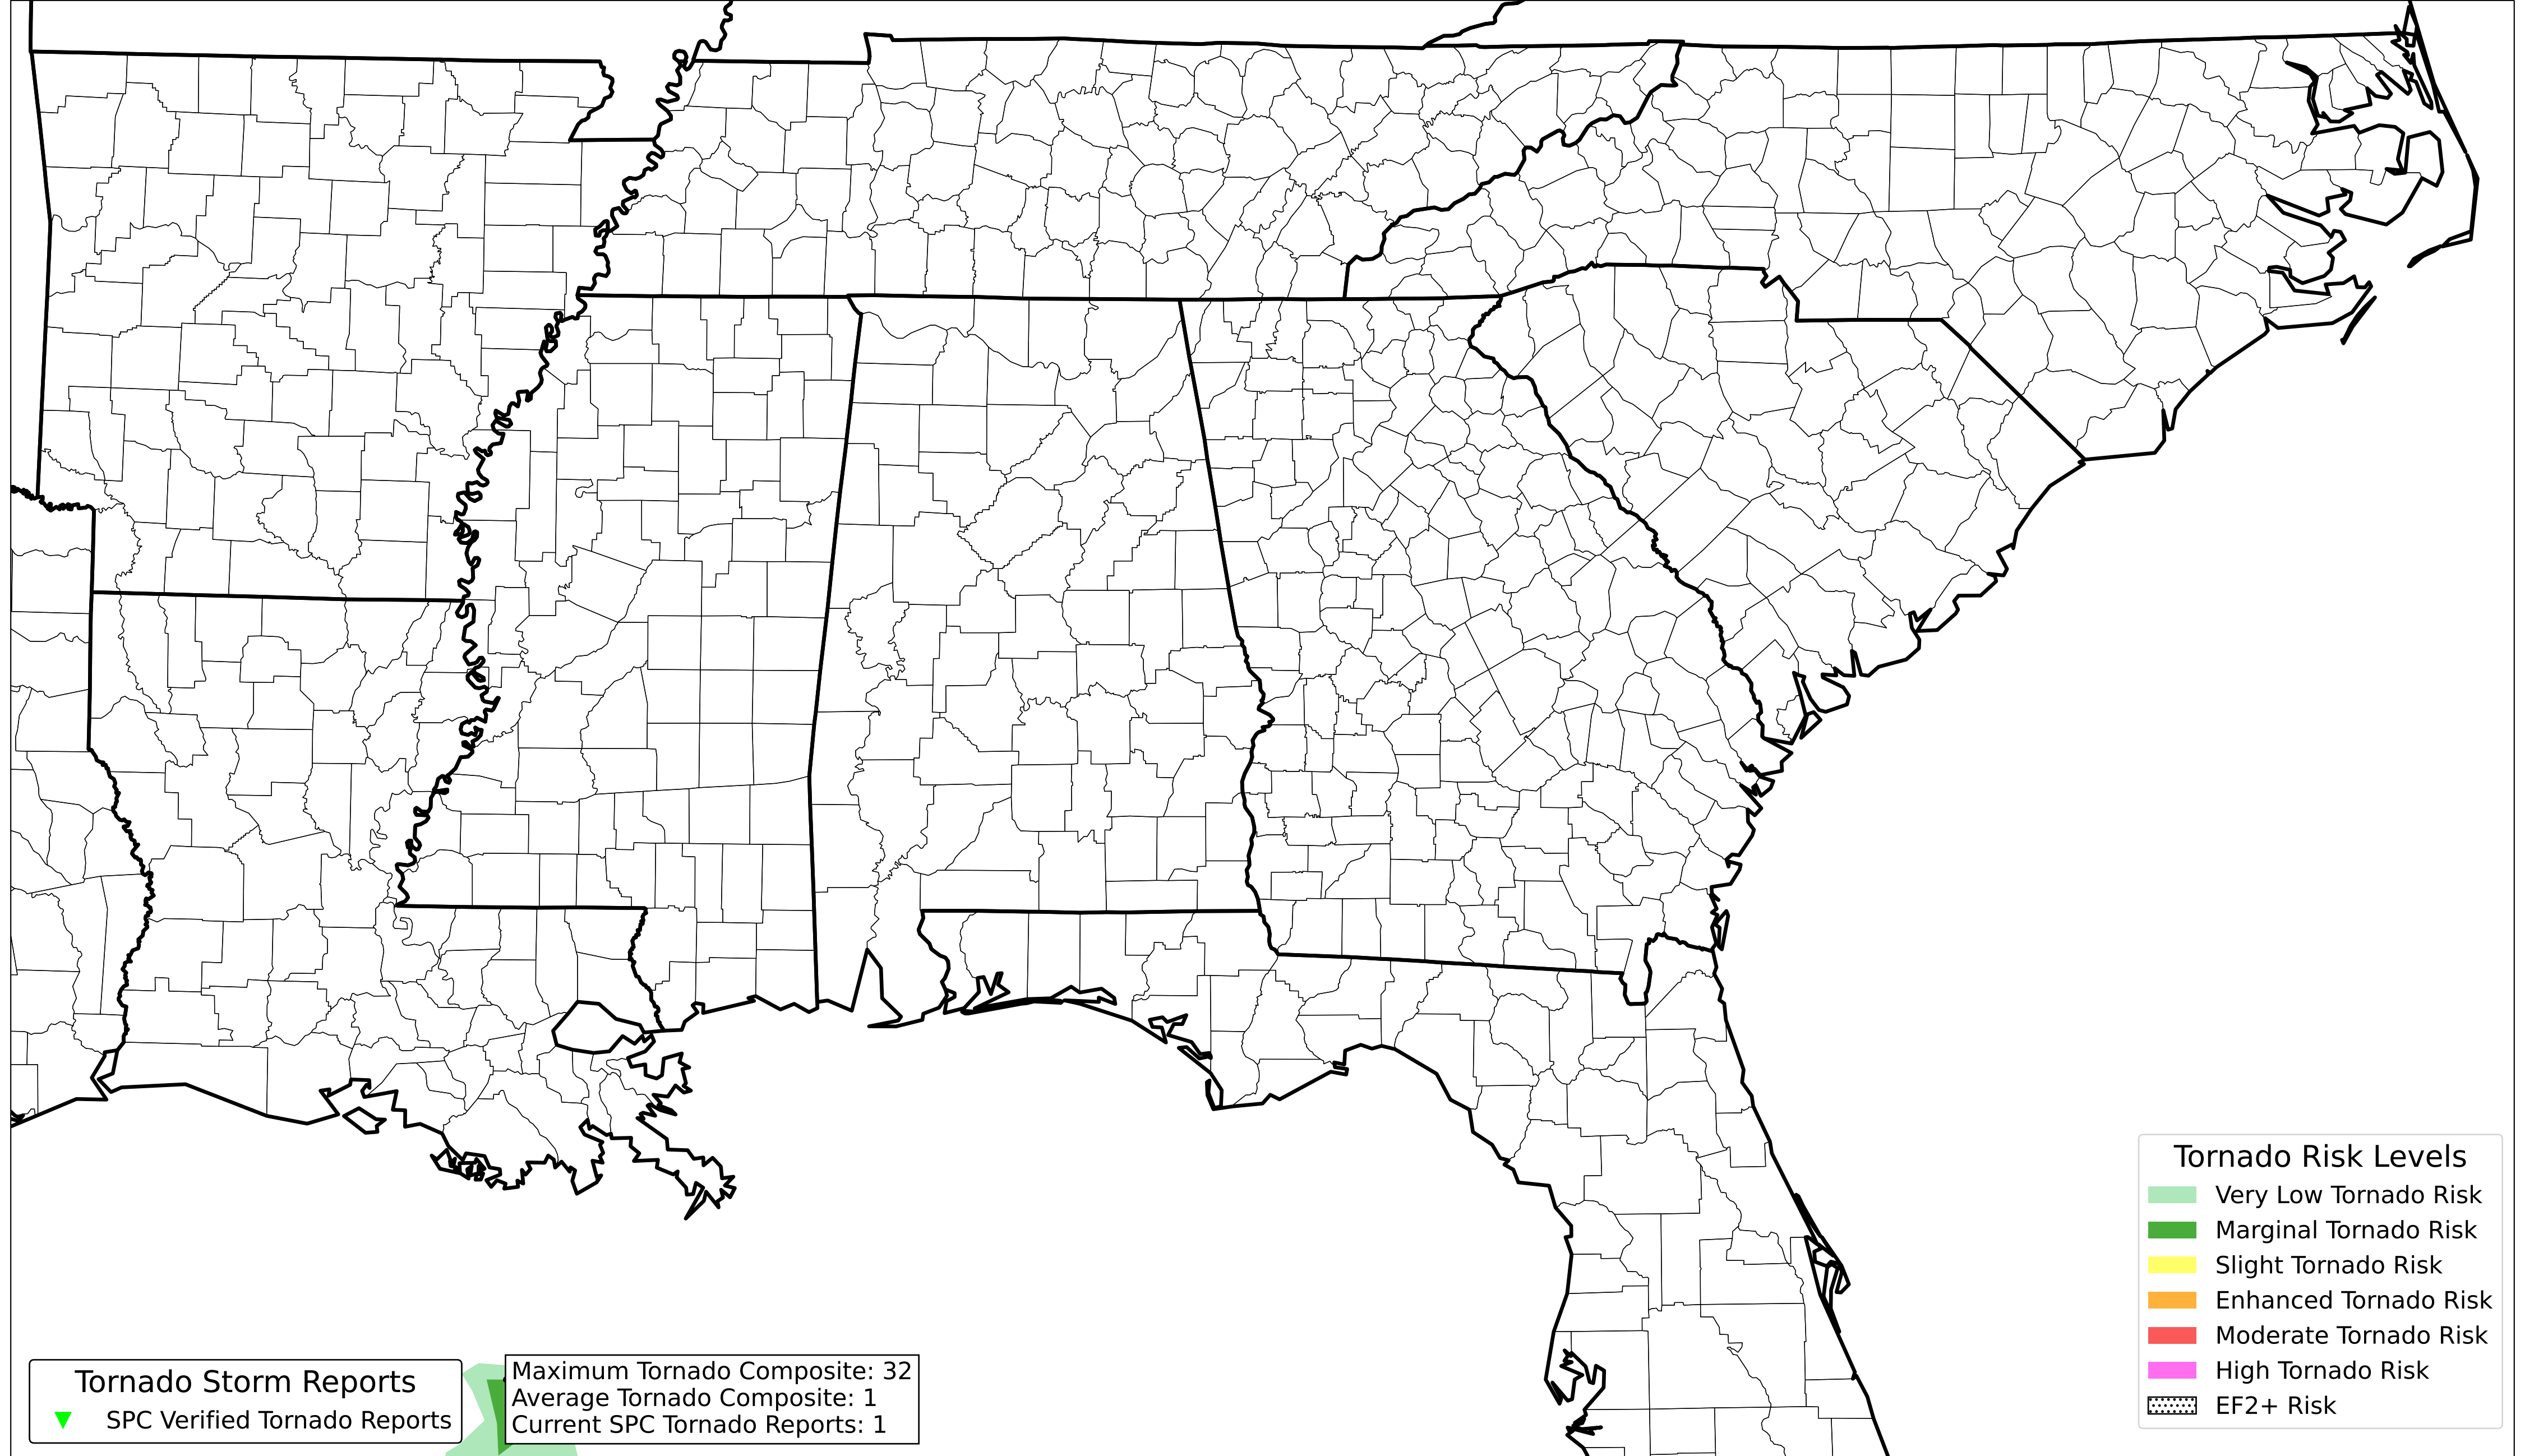 Tornado Risk Levels
Very Low Tornado Risk
Marginal Tornado Risk
Slight Tornado Risk
Enhanced Tornado Risk
Moderate Tornado Risk
High Tornado Risk
EF2+ Risk
Tornado Storm Reports
SPC Verified Tornado Reports
Maximum Tornado Composite: 32
Average Tornado Composite: 1
Current SPC Tornado Reports: 1